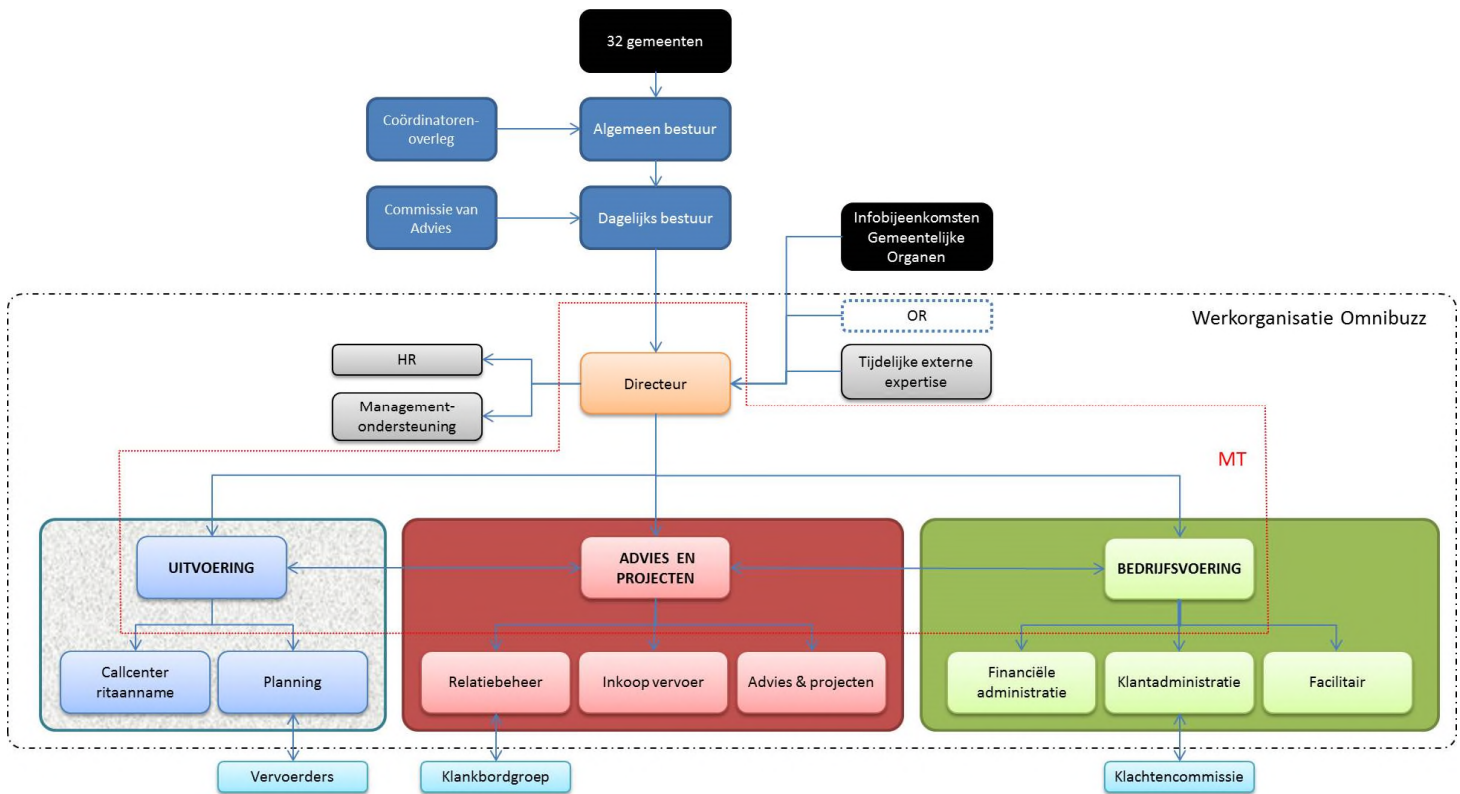 32 gemeenten
Coördinatoren-
overleg
Algemeen bestuur
Commissie van
Advies
Dagelijks bestuur
Infobijeenkomsten
Gemeentelijke
Organen
OR
Werkorganisatie Omnibuzz
HR
Directeur
Tijdelijke externe
expertise
Management-
ondersteuning
MT
UITVOERING
ADVIES EN
PROJECTEN
BEDRIJFSVOERING
Callcenter
ritaanname
Planning
Relatiebeheer
Inkoop vervoer
Advies & projecten
Financiële
administratie
Klantadministratie
Facilitair
Vervoerders
Klankbordgroep
Klachtencommissie